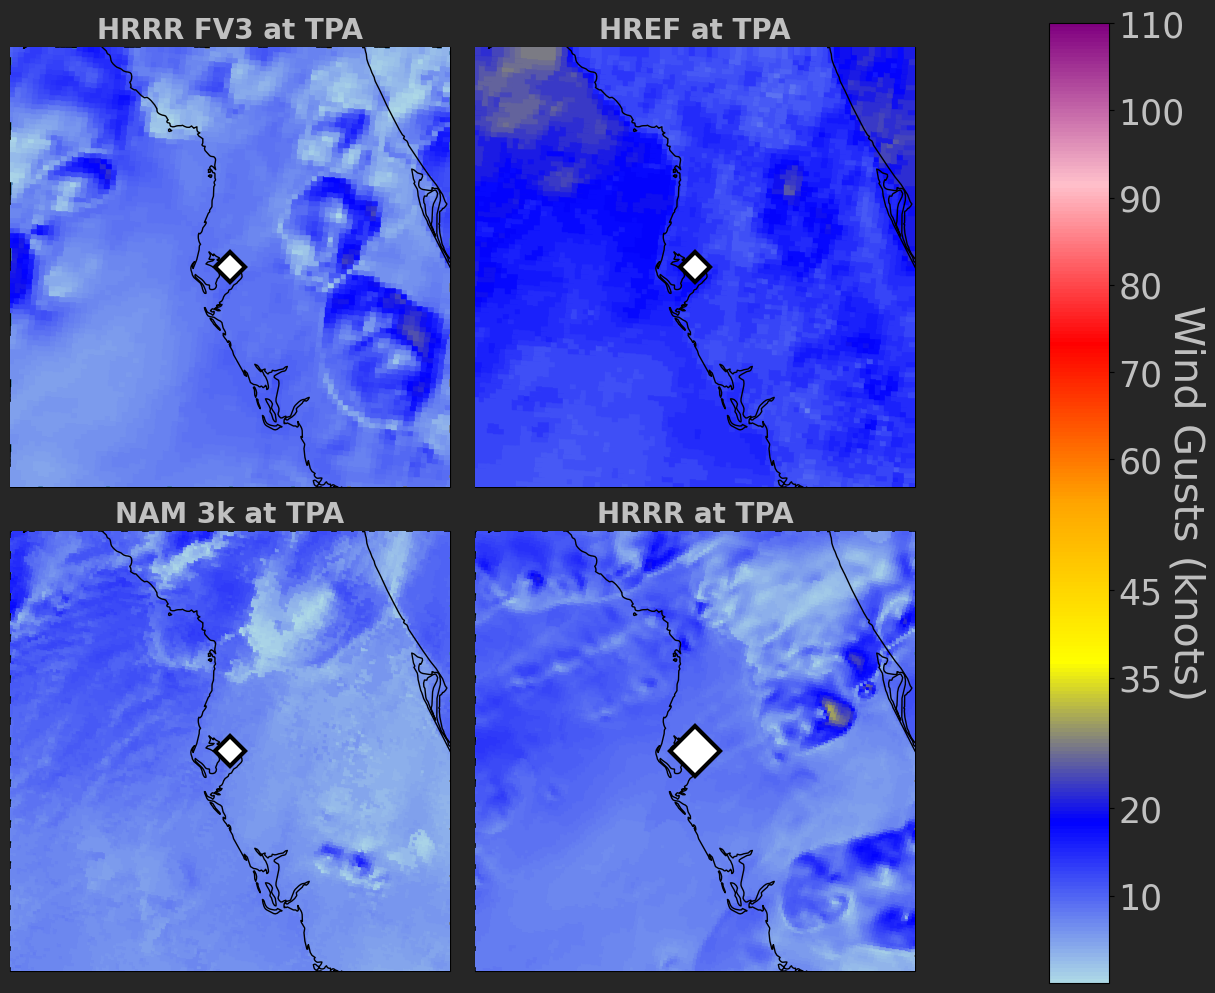 HRRR FV3 at TPA
HREF at TPA
NAM 3k at TPA
HRRR at TPA
110
100
90
80
70
60
45
35
20
10
Wind Gusts (knots)